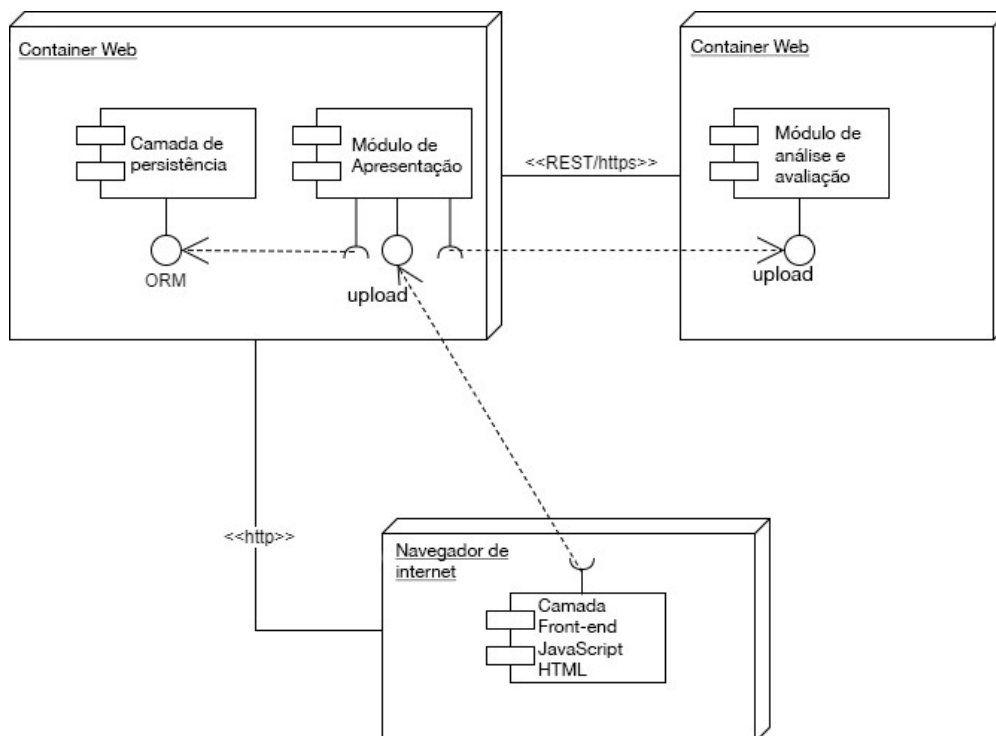 Container Web
Camada de
persistência
ORM
Módulo de
Apresentação
upload
<<REST/https>>
Container Web
Módulo de
análise e
avaliação
upload
<<http>>
Navegador de
internet
Camada
Front-end
JavaScript
HTML